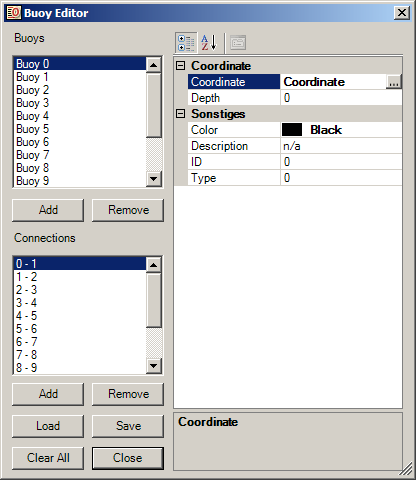 Buoy Editor
Buoys
Buoy 0
Buoy 1
Buoy 2
Buoy 3
Buoy 4
Buoy 5
Buoy 6
Buoy 7
Buoy 8
Buoy 9
Add Remove
Connections
0 - 1
1 - 2
2 - 3
3 - 4
4 - 5
5 - 6
6 - 7
7 - 8
8 - 9
Add Remove
Load Save
Clear All Close
A Z
Coordinate
Coordinate Coordinate ...
Depth 0
Sonstiges
Color Black
Description n/a
ID 0
Type 0
Coordinate